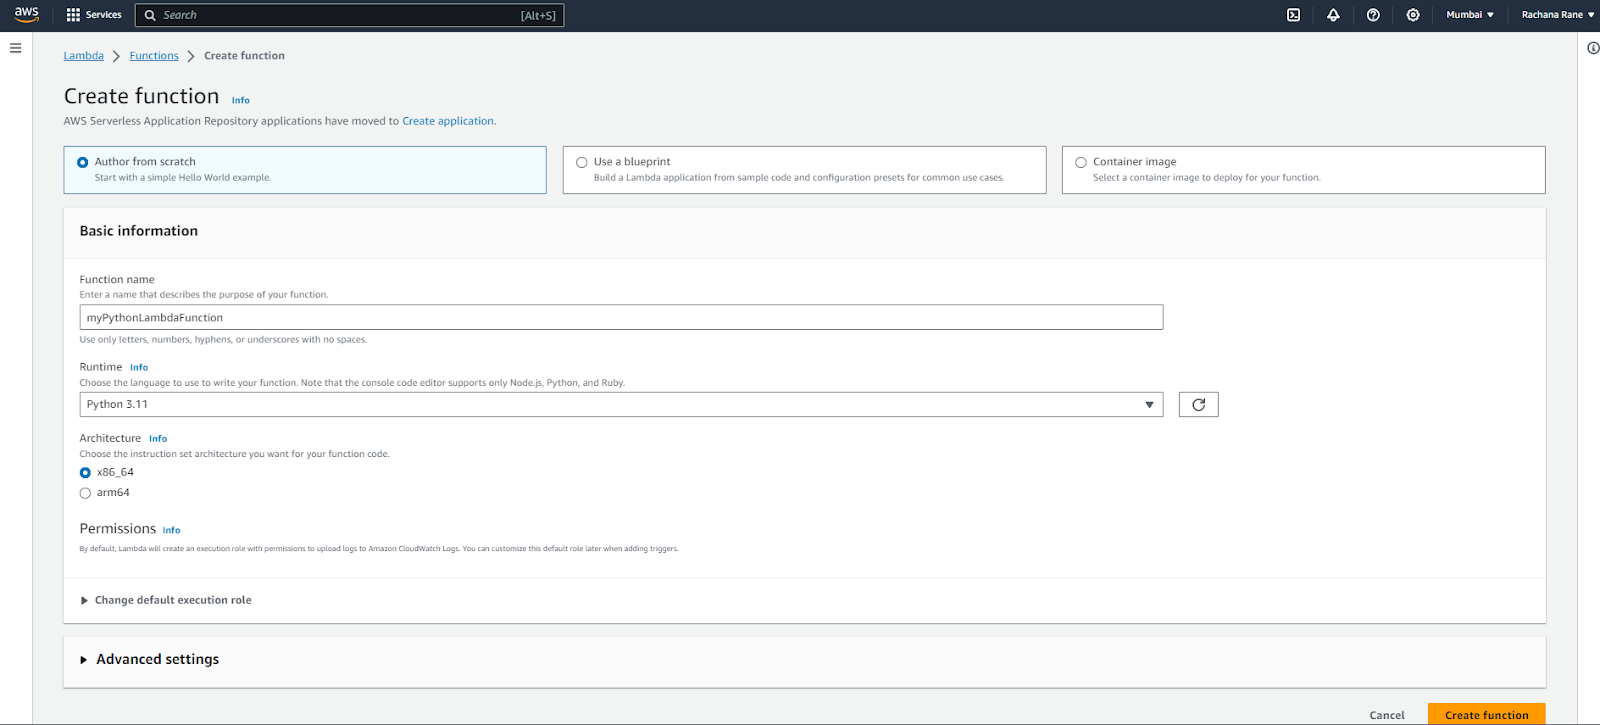 aws Services Search [Alt+S] Mumbai Rachana Rane
Lambda Functions Create function
Create function Info
AWS Serverless Application Repository applications have moved to Create application.
Author from scratch
Start with a simple Hello World example.
Use a blueprint
Build a Lambda application from sample code and configuration presets for common use cases.
Container image
Select a container image to deploy for your function.
Basic information
Function name
Enter a name that describes the purpose of your function.
myPythonLambdaFunction
Use only letters, numbers, hyphens, or underscores with no spaces.
Runtime Info
Choose the language to use to write your function. Note that the console code editor supports only Node.js, Python, and Ruby.
Python 3.11
Architecture Info
Choose the instruction set architecture you want for your function code.
x86_64
arm64
Permissions Info
By default, Lambda will create an execution role with permissions to upload logs to Amazon CloudWatch Logs. You can customize this default role later when adding triggers.
Change default execution role
Advanced settings
Cancel Create function